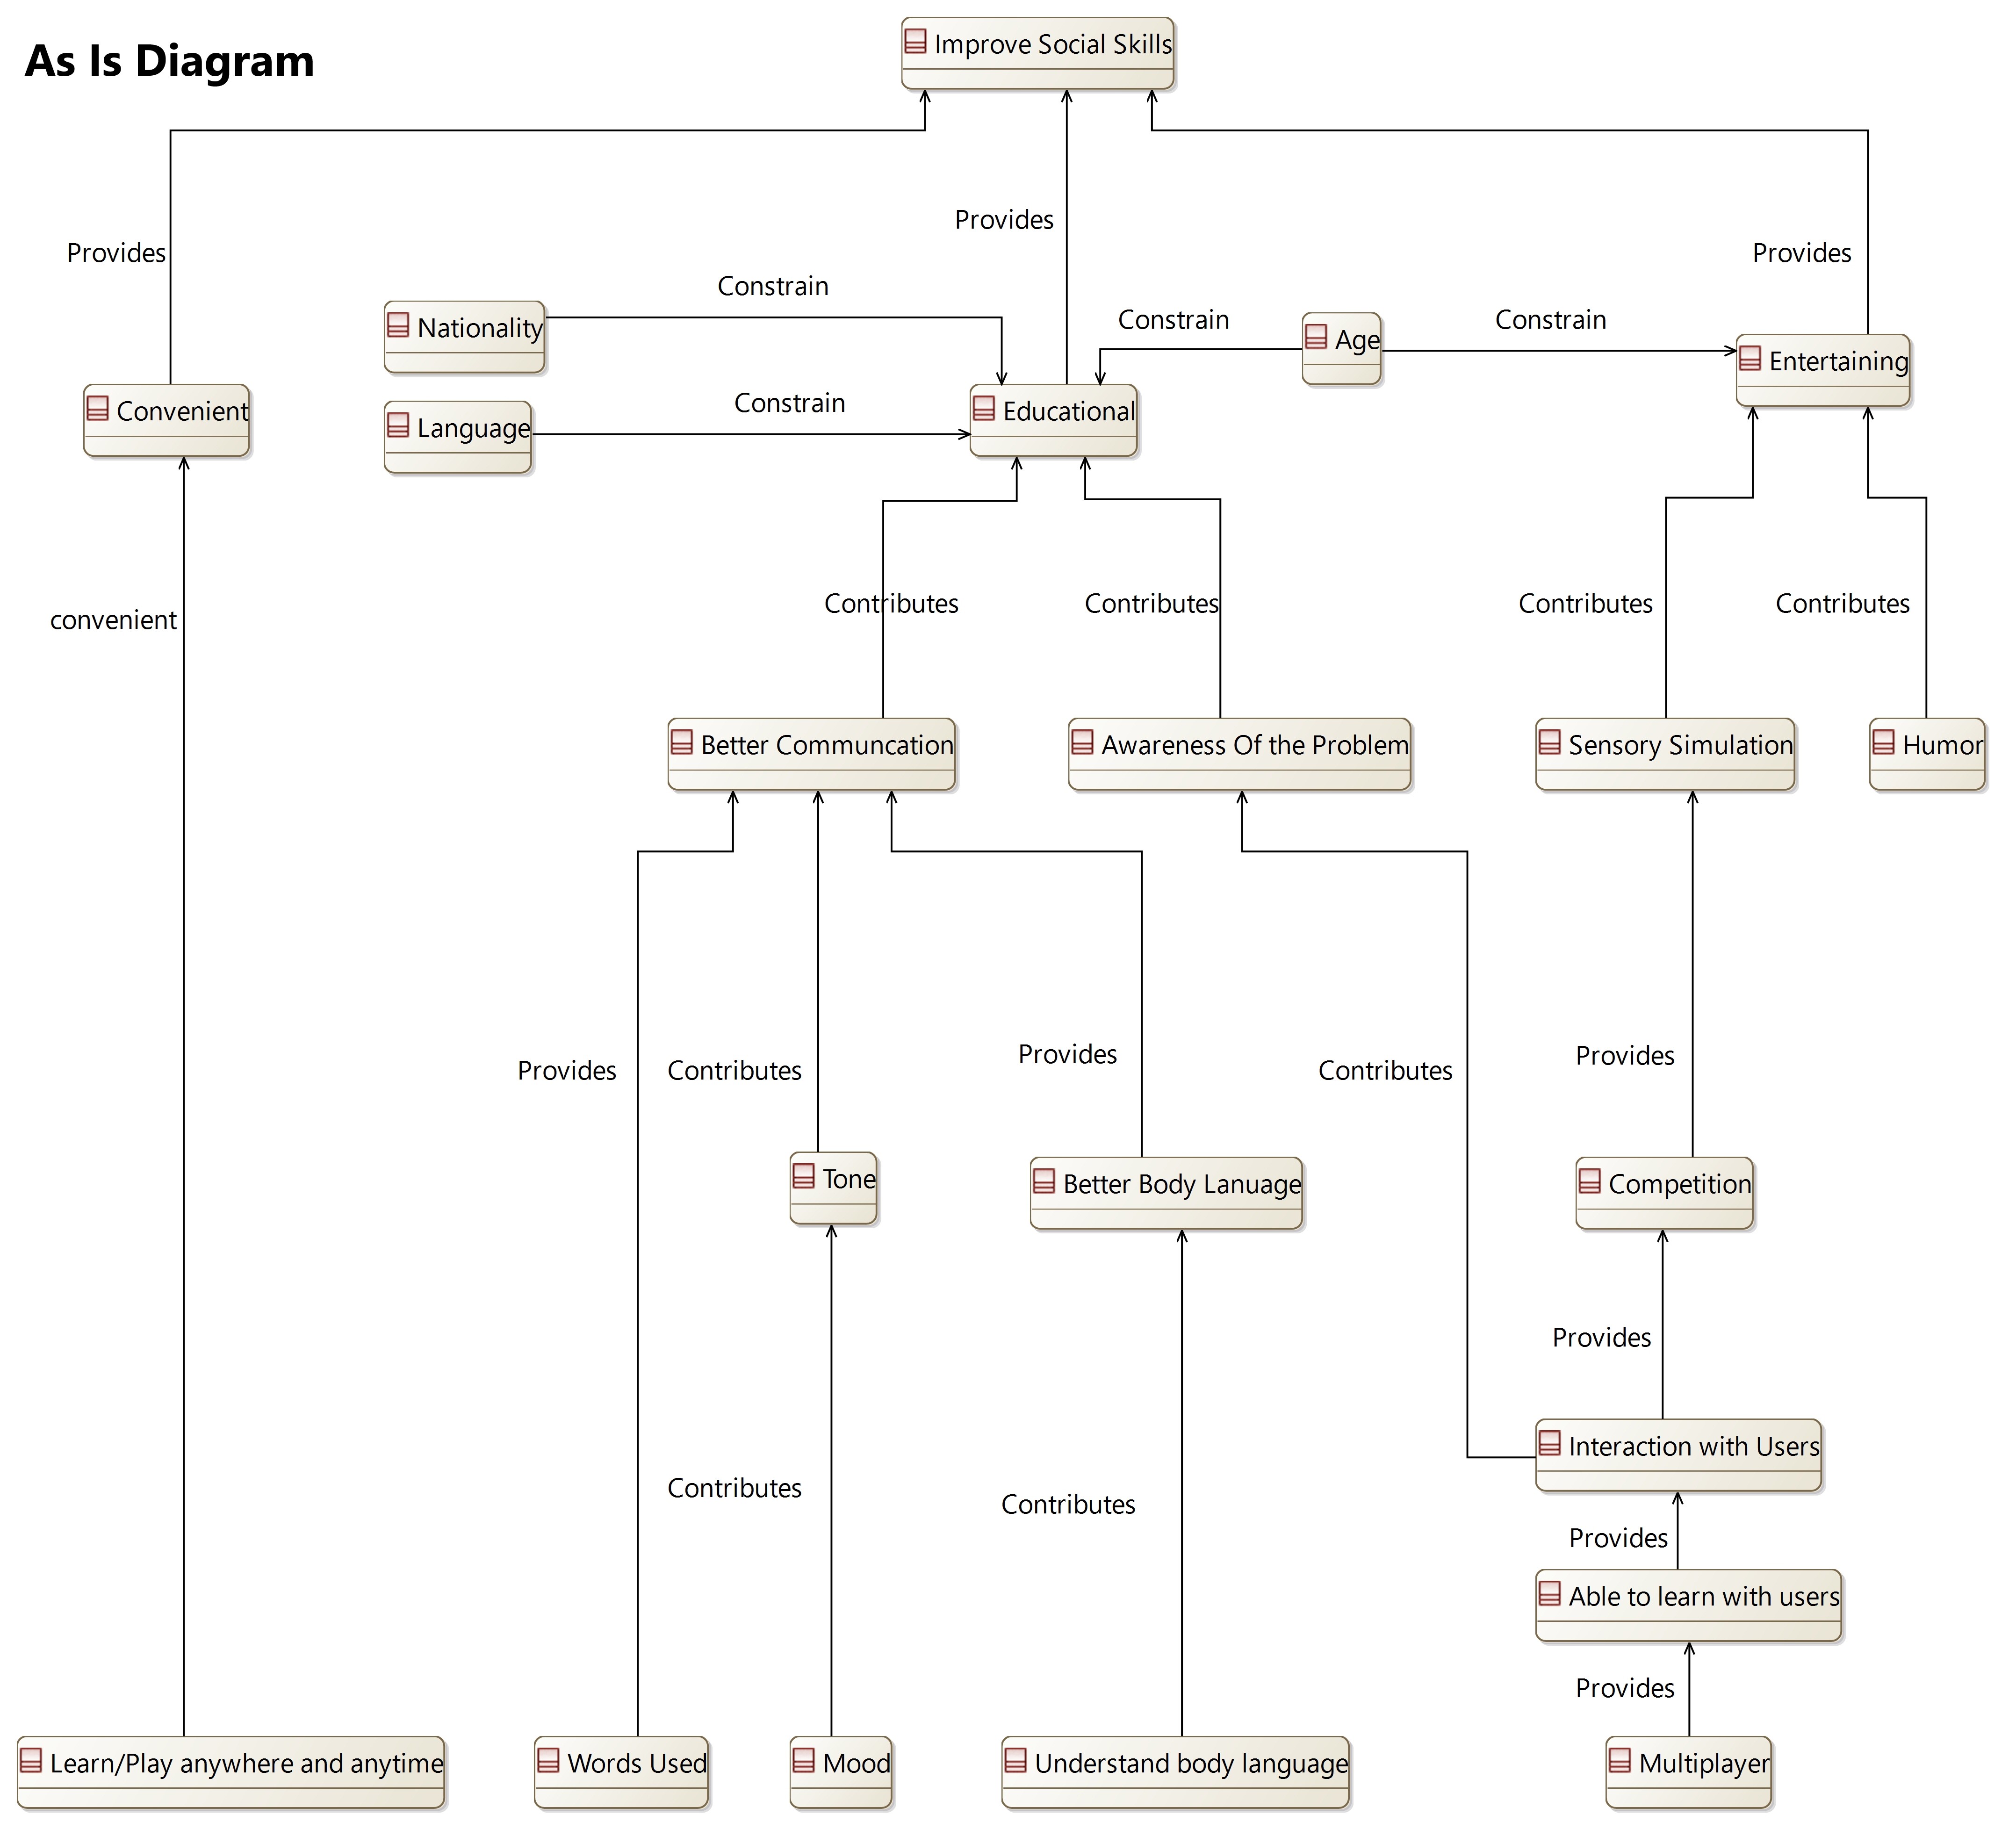 As Is Diagram
Improve Social Skills
Provides
Provides
Provides
Constrain
Constrain
Constrain
Nationality
Age
Entertaining
Convenient
Language
Constrain
Educational
convenient
Contributes
Contributes
Contributes
Contributes
Better Communcation
Awareness Of the Problem
Sensory Simulation
Humor
Provides
Contributes
Provides
Contributes
Provides
Tone
Better Body Lanuage
Competition
Provides
Interaction with Users
Contributes
Contributes
Provides
Able to learn with users
Provides
Learn/Play anywhere and anytime
Words Used
Mood
Understand body language
Multiplayer